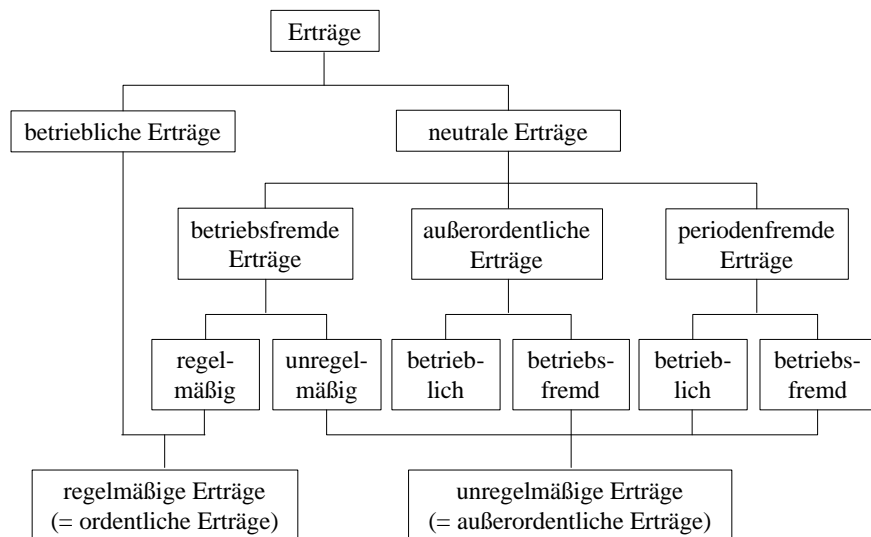 Erträge
betriebliche Erträge
neutrale Erträge
betriebsfremde
Erträge
außerordentliche
Erträge
periodenfremde
Erträge
regel-
mäßig
unregel-
mäßig
betrieb-
lich
betriebs-
fremd
betrieb-
lich
betriebs-
fremd
regelmäßige Erträge
(= ordentliche Erträge)
unregelmäßige Erträge
(= außerordentliche Erträge)